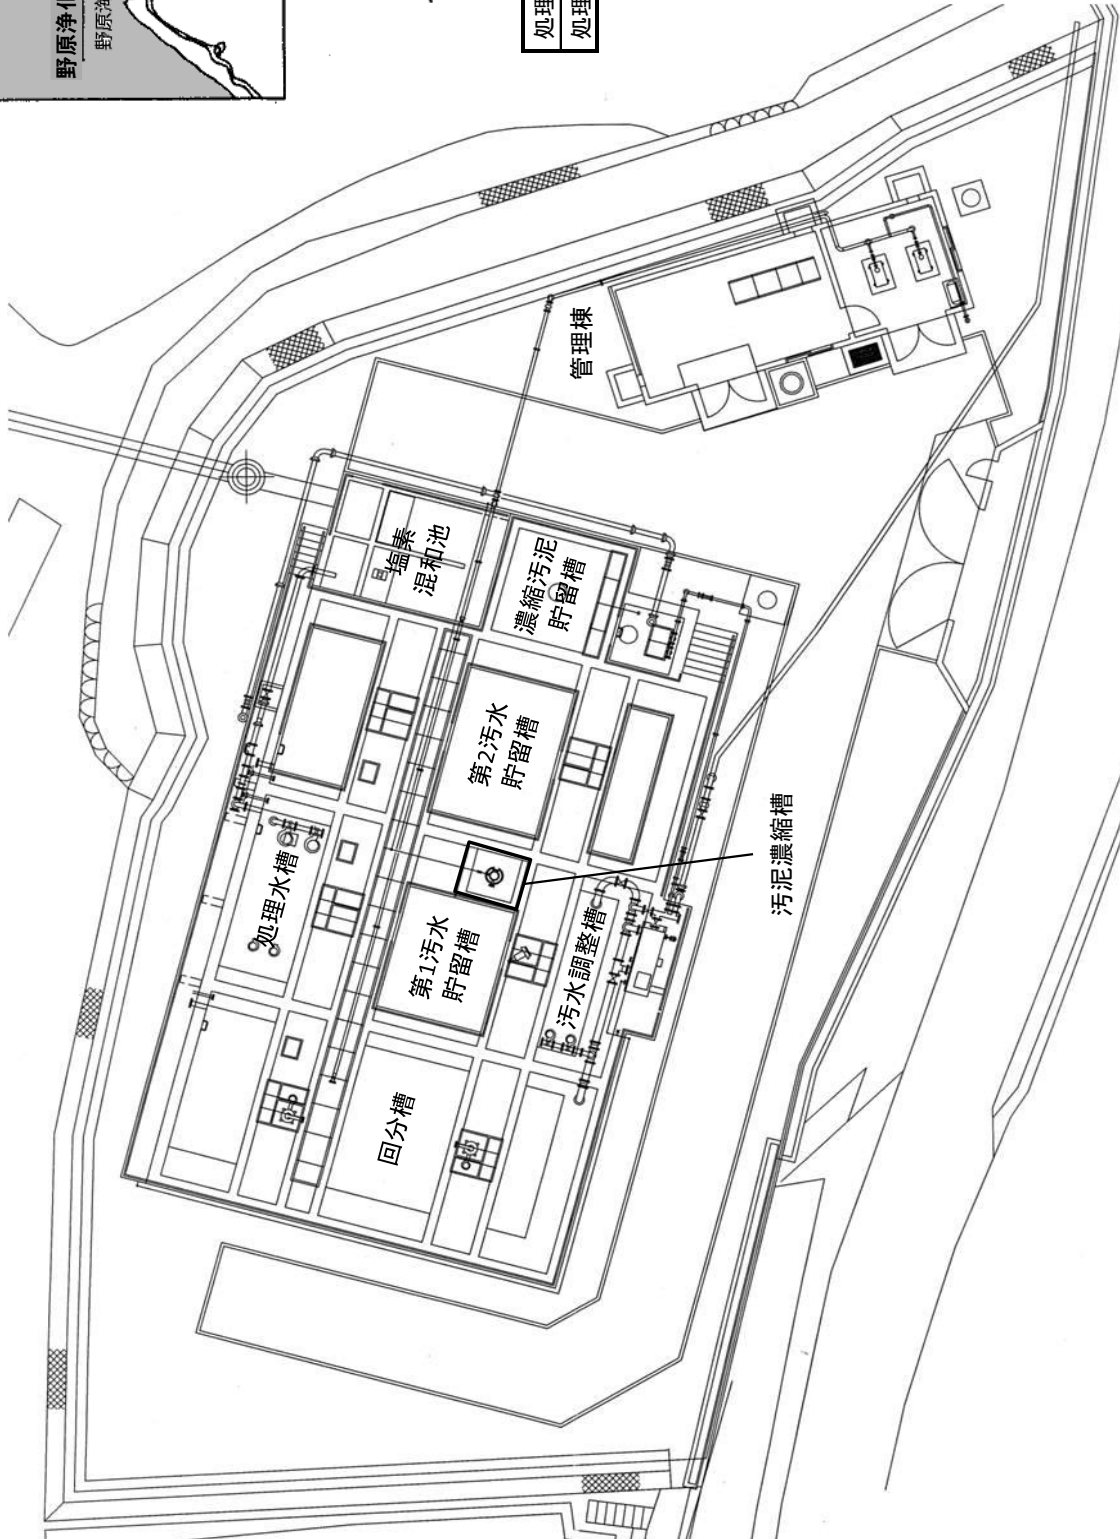 野原浄化
野原浄
処理
処理
管理棟
塩素
混和池
濃縮汚泥
貯留槽
第2汚水
貯留槽
処理水槽
第1汚水
貯留槽
汚水調整槽
汚泥濃縮槽
回分槽